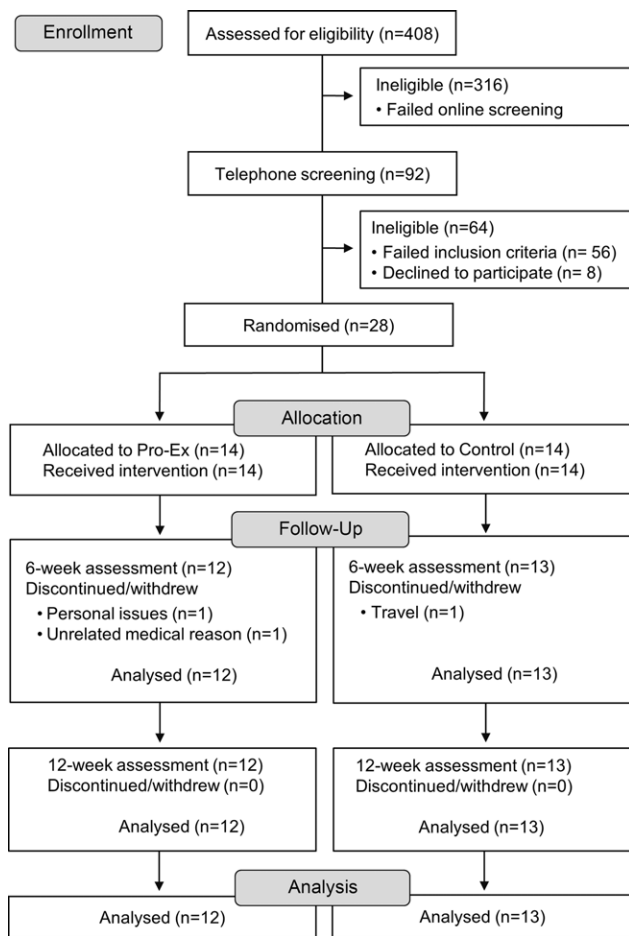 Enrollment
Assessed for eligibility (n=408)
Ineligible (n=316)
• Failed online screening
Telephone screening (n=92)
Ineligible (n=64)
• Failed inclusion criteria (n= 56)
• Declined to participate (n= 8)
Randomised (n=28)
Allocation
Allocated to Pro-Ex (n=14)
Received intervention (n=14)
Allocated to Control (n=14)
Received intervention (n=14)
Follow-Up
6-week assessment (n=12)
Discontinued/withdrew
• Personal issues (n=1)
• Unrelated medical reason (n=1)
Analysed (n=12)
6-week assessment (n=13)
Discontinued/withdrew
• Travel (n=1)
Analysed (n=13)
12-week assessment (n=12)
Discontinued/withdrew (n=0)
Analysed (n=12)
12-week assessment (n=13)
Discontinued/withdrew (n=0)
Analysed (n=13)
Analysis
Analysed (n=12)
Analysed (n=13)